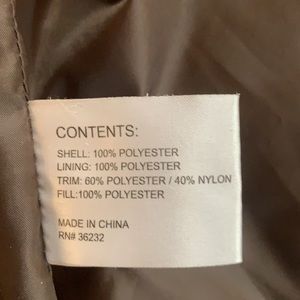 CONTENTS:
SHELL: 100% POLYESTER
LINING: 100% POLYESTER
TRIM: 60% POLYESTER / 40% NYLON
FILL:100% POLYESTER
MADE IN CHINA
RN# 36232